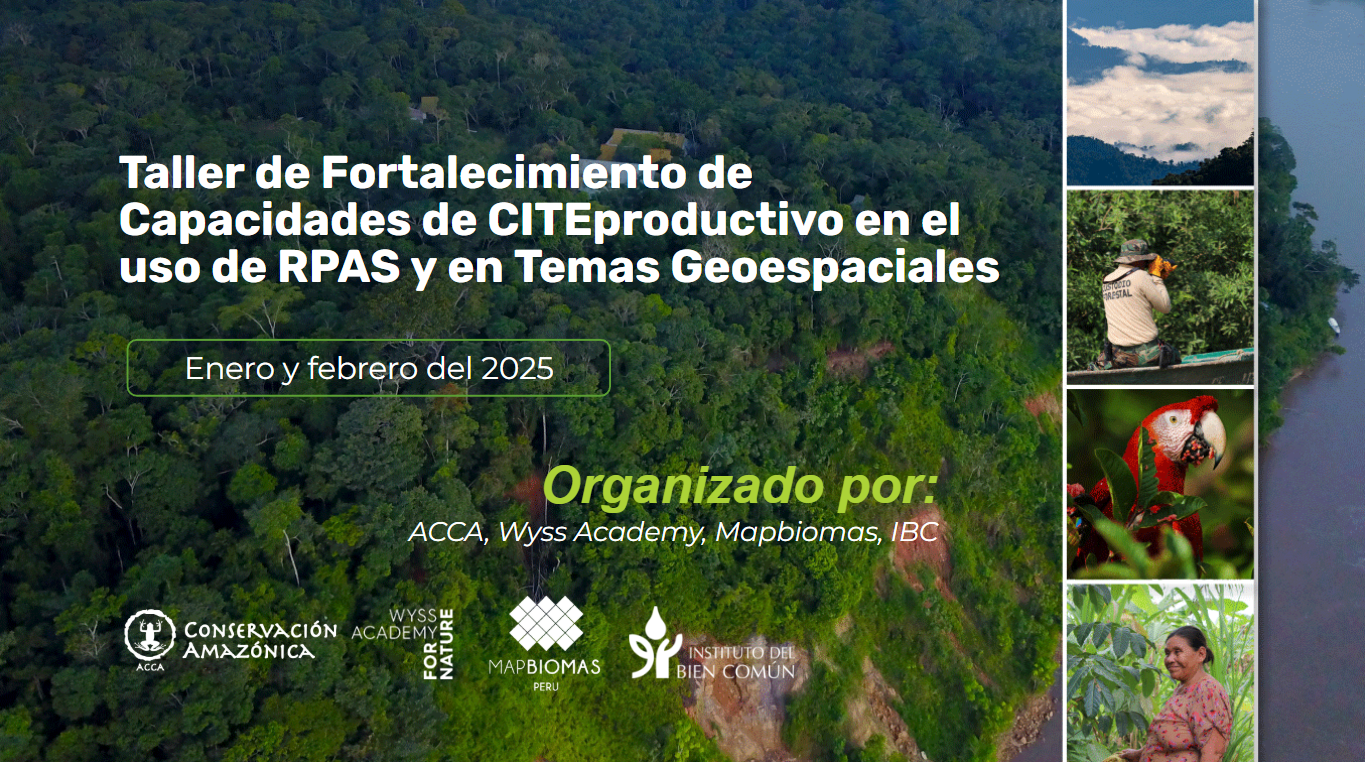 Taller de Fortalecimiento de
Capacidades de CITEproductivo en el
uso de RPAS y en Temas Geoespaciales
Enero y febrero del 2025
Organizado por:
ACCA, Wyss Academy, Mapbiomas, IBC
CONSERVACIÓN
AMAZÓNICA
ACCA
WYSS
ACADEMY
FOR
NATURE
MAPBIOMAS
PERU
INSTITUTO DEL
BIEN COMÚN
FORESTAL